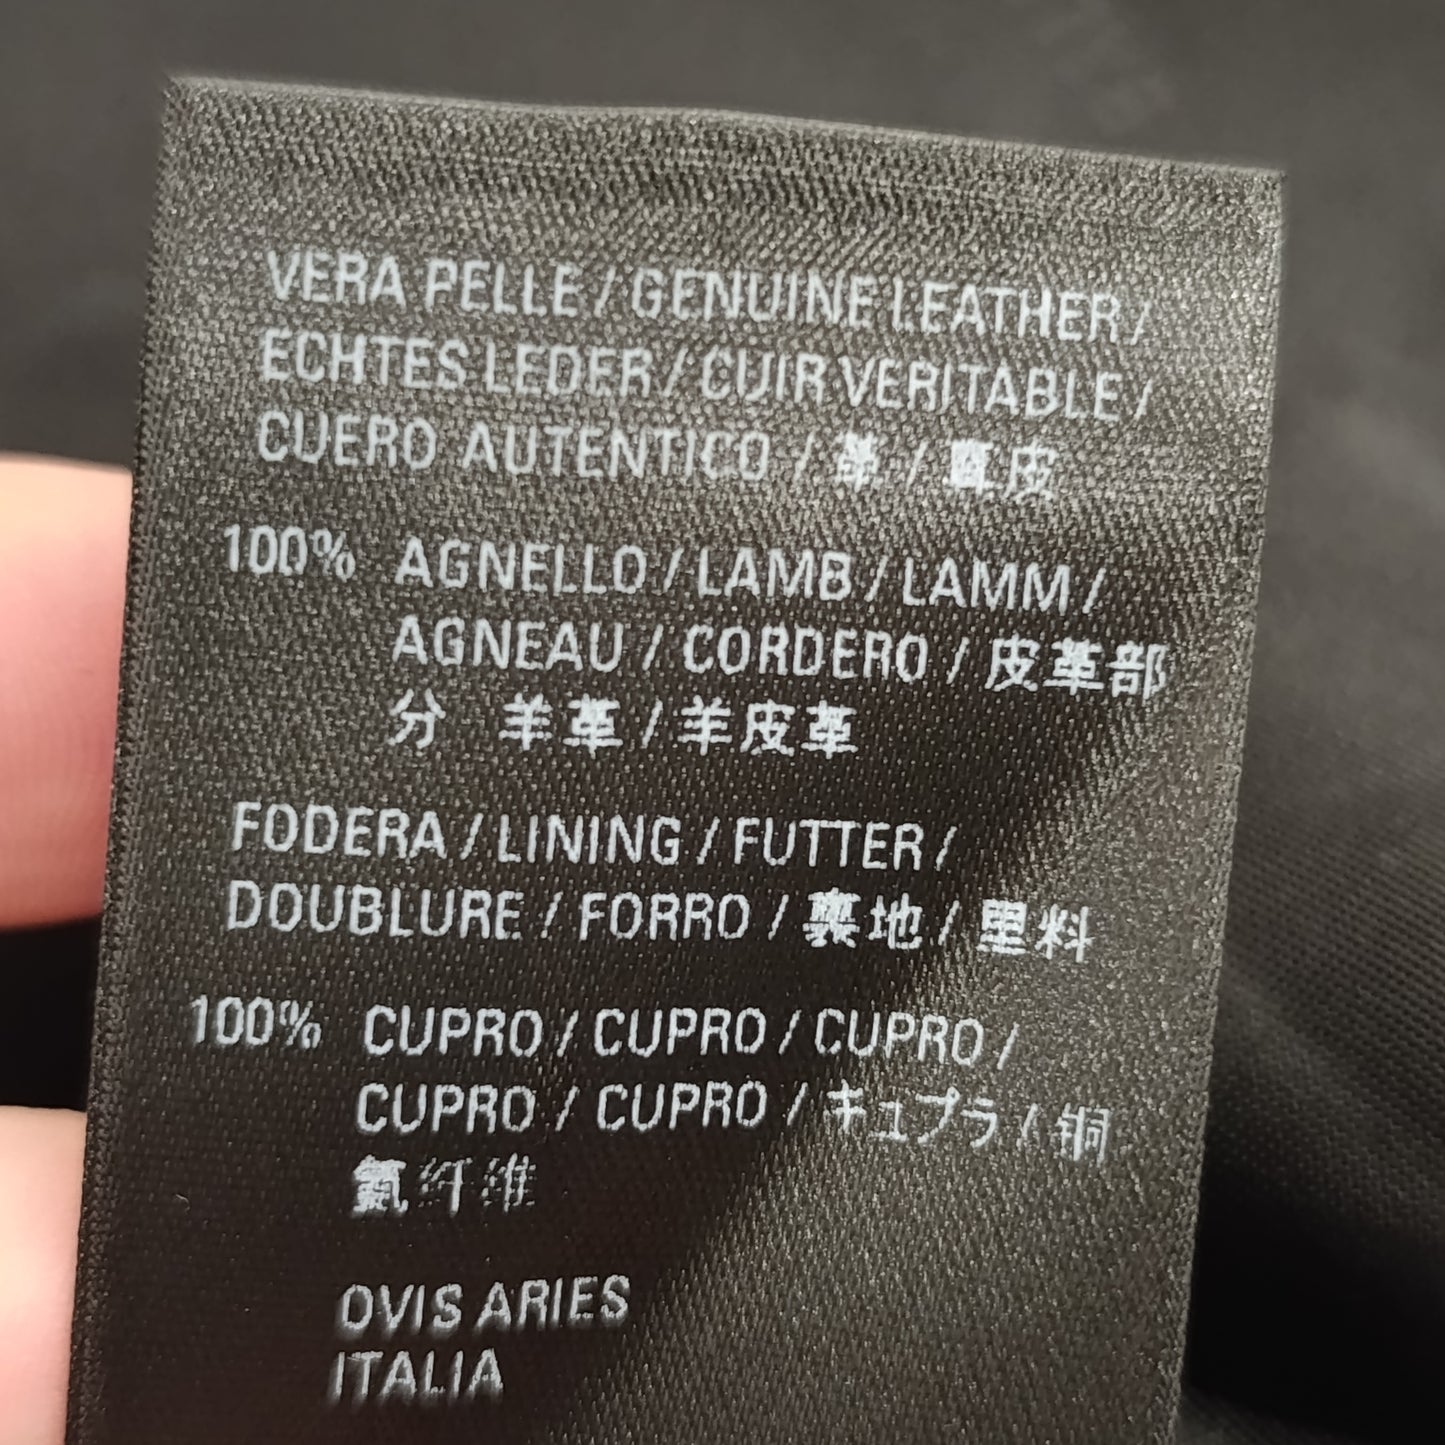 VERA PELLE / GENUINE LEATHER /
ECHTES LEDER / CUIR VERITABLE /
CUERO AUTENTICO / 革 / 真皮
100% AGNELLO / LAMB / LAMM /
AGNEAU / CORDERO / 皮革部
分 羊革 / 羊皮革
FODERA / LINING / FUTTER /
DOUBLURE / FORRO / 裏地 / 里料
100% CUPRO / CUPRO / CUPRO /
CUPRO / CUPRO / キュプラ / 铜
氨纤维
OVIS ARIES
ITALIA